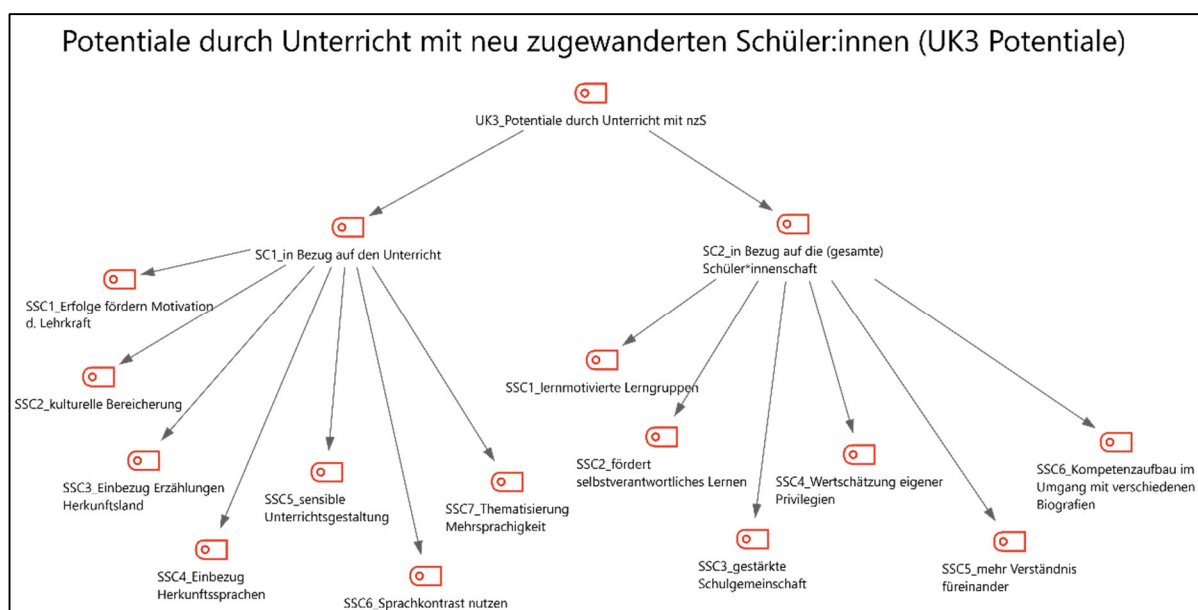 Potentiale durch Unterricht mit neu zugewanderten Schüler:innen (UK3 Potentiale)
UK3_Potentiale durch Unterricht mit nzS
SC1_in Bezug auf den Unterricht
SSC1_Erfolge fördern Motivation
d. Lehrkraft
SSC2_kulturelle Bereicherung
SSC3_Einbezug Erzählungen
Herkunftsland
SSC4_Einbezug
Herkunftssprachen
SSC5_sensible
Unterrichtsgestaltung
SSC6_Sprachkontrast nutzen
SSC7_Thematisierung
Mehrsprachigkeit
SC2_in Bezug auf die (gesamte)
Schüler*innenschaft
SSC1_lernmotivierte Lerngruppen
SSC2_fördert
selbstverantwortliches Lernen
SSC3_gestärkte
Schulgemeinschaft
SSC4_Wertschätzung eigener
Privilegien
SSC5_mehr Verständnis
füreinander
SSC6_Kompetenzaufbau im
Umgang mit verschiedenen
Biografien